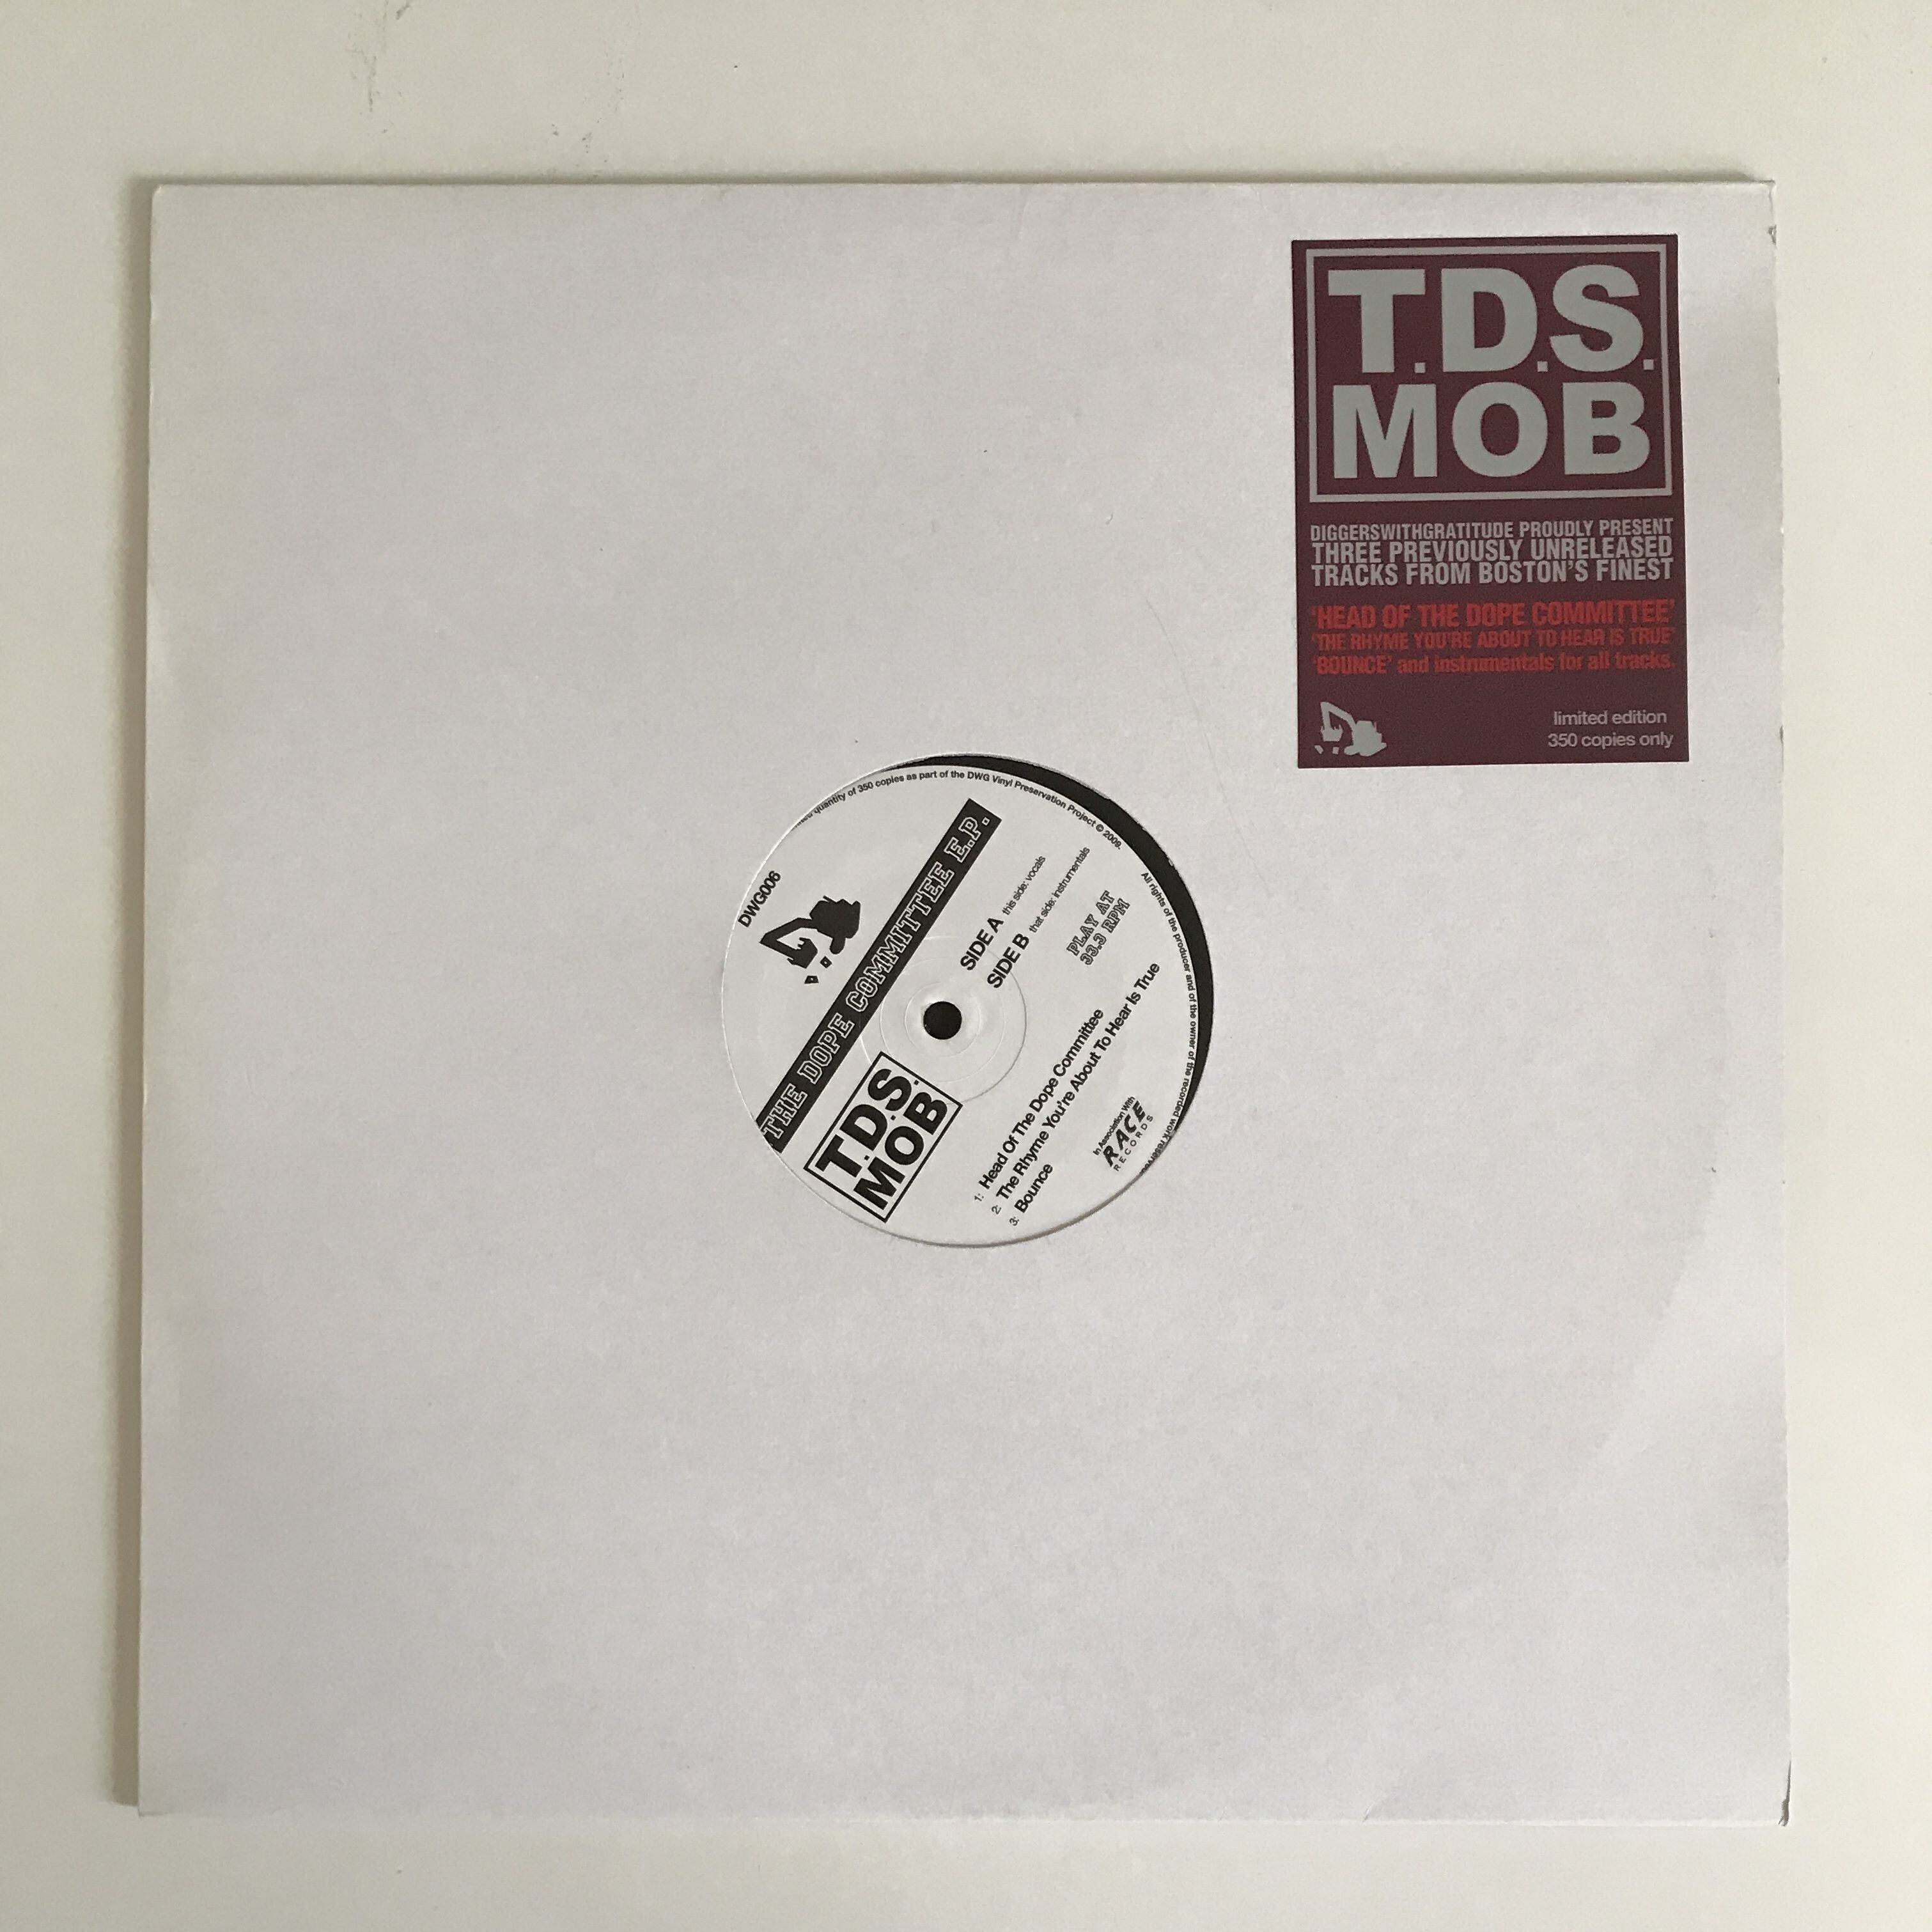 T.D.S.
MOB
DIGGERSWITHGRATITUDE PROUDLY PRESENT
THREE PREVIOUSLY UNRELEASED
TRACKS FROM BOSTON'S FINEST
'HEAD OF THE DOPE COMMITTEE'
'THE RHYME YOU'RE ABOUT TO HEAR IS TRUE'
'BOUNCE' and instrumentals for all tracks.
limited edition
350 copies only
quantity of 350 copies as part of the DWG Vinyl Preservation Project © 2009.
All rights of the producer and of the owner of the recorded work
DWG006
THE DOPE COMMITTEE E.P.
T.D.S.
MOB
SIDE A this side: vocals
SIDE B that side: instrumentals
PLAY AT
33.3 RPM
1: Head Of The Dope Committee
2: The Rhyme You're About To Hear Is True
3: Bounce
In Association With
RACE
RECORDS